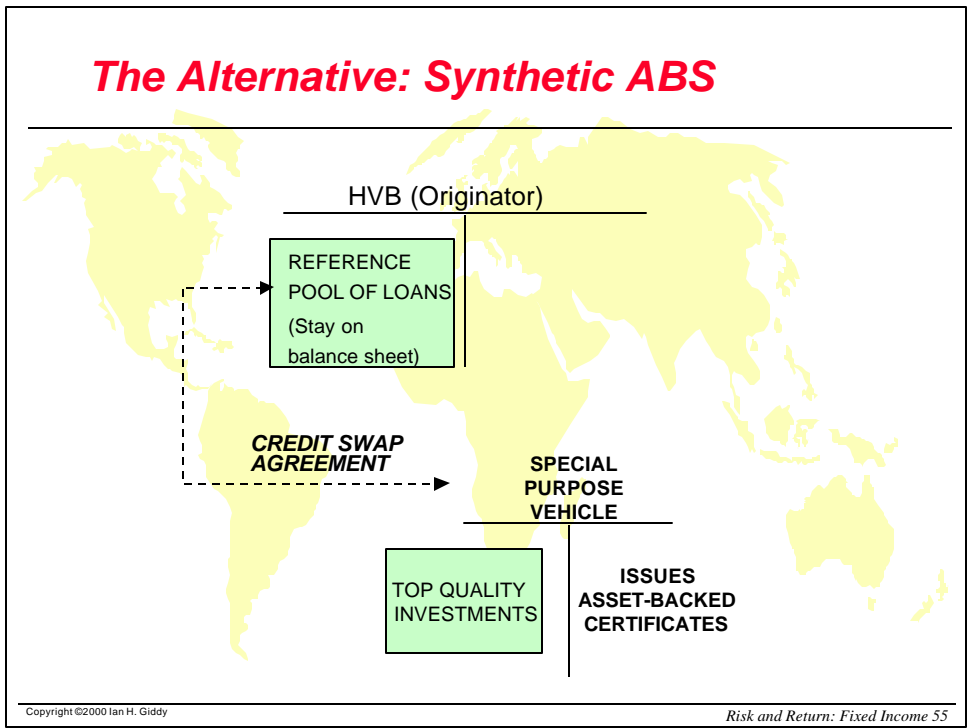 The Alternative: Synthetic ABS
HVB (Originator)
REFERENCE
POOL OF LOANS
(Stay on
balance sheet)
CREDIT SWAP
AGREEMENT
SPECIAL
PURPOSE
VEHICLE
TOP QUALITY
INVESTMENTS
ISSUES
ASSET-BACKED
CERTIFICATES
Copyright ©2000 Ian H. Giddy
Risk and Return: Fixed Income 55